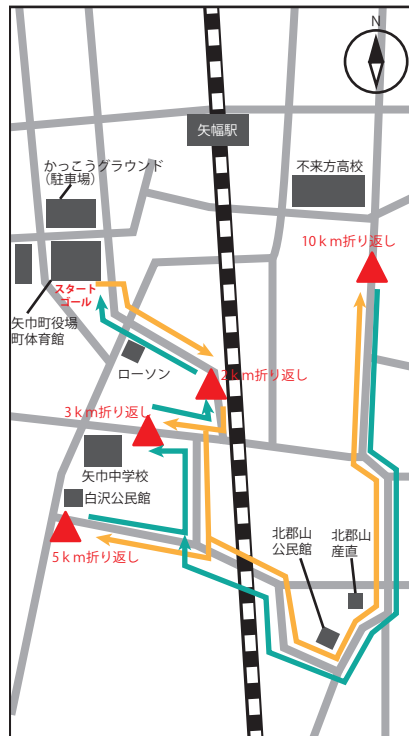 N
矢幅駅
かっこうグラウンド
（駐車場）
不来方高校
10ｋｍ折り返し
スタート
ゴール
矢巾町役場
町体育館
ローソン
2ｋｍ折り返し
3ｋｍ折り返し
矢巾中学校
白沢公民館
5ｋｍ折り返し
北郡山
公民館
北郡山
産直